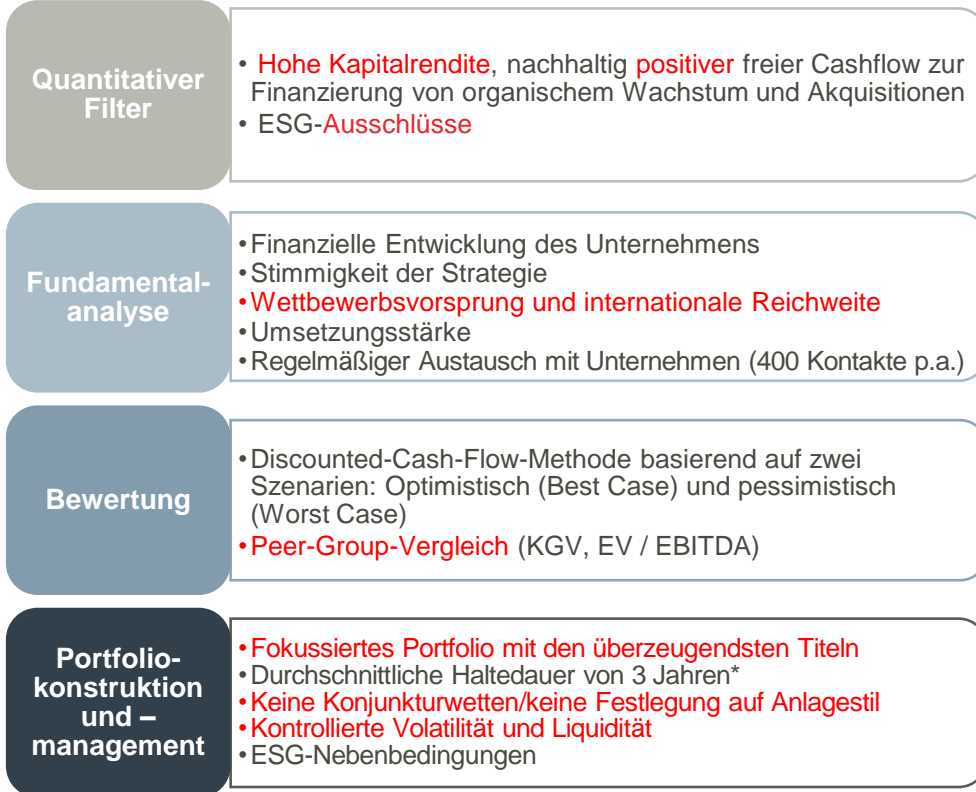 Quantitativer
Filter
• Hohe Kapitalrendite, nachhaltig positiver freier Cashflow zur
Finanzierung von organischem Wachstum und Akquisitionen
• ESG-Ausschlüsse
Fundamental-
analyse
•Finanzielle Entwicklung des Unternehmens
•Stimmigkeit der Strategie
•Wettbewerbsvorsprung und internationale Reichweite
•Umsetzungsstärke
•Regelmäßiger Austausch mit Unternehmen (400 Kontakte p.a.)
Bewertung
•Discounted-Cash-Flow-Methode basierend auf zwei
Szenarien: Optimistisch (Best Case) und pessimistisch
(Worst Case)
•Peer-Group-Vergleich (KGV, EV / EBITDA)
Portfolio-
konstruktion
und –
management
•Fokussiertes Portfolio mit den überzeugendsten Titeln
•Durchschnittliche Haltedauer von 3 Jahren*
•Keine Konjunkturwetten/keine Festlegung auf Anlagestil
•Kontrollierte Volatilität und Liquidität
•ESG-Nebenbedingungen